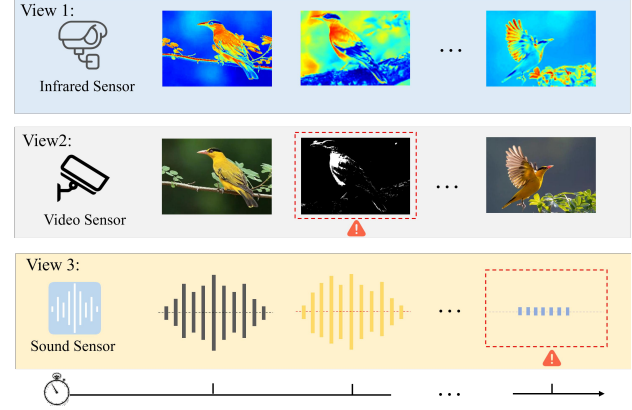 View 1:
Infrared Sensor
View2:
Video Sensor
View 3:
Sound Sensor